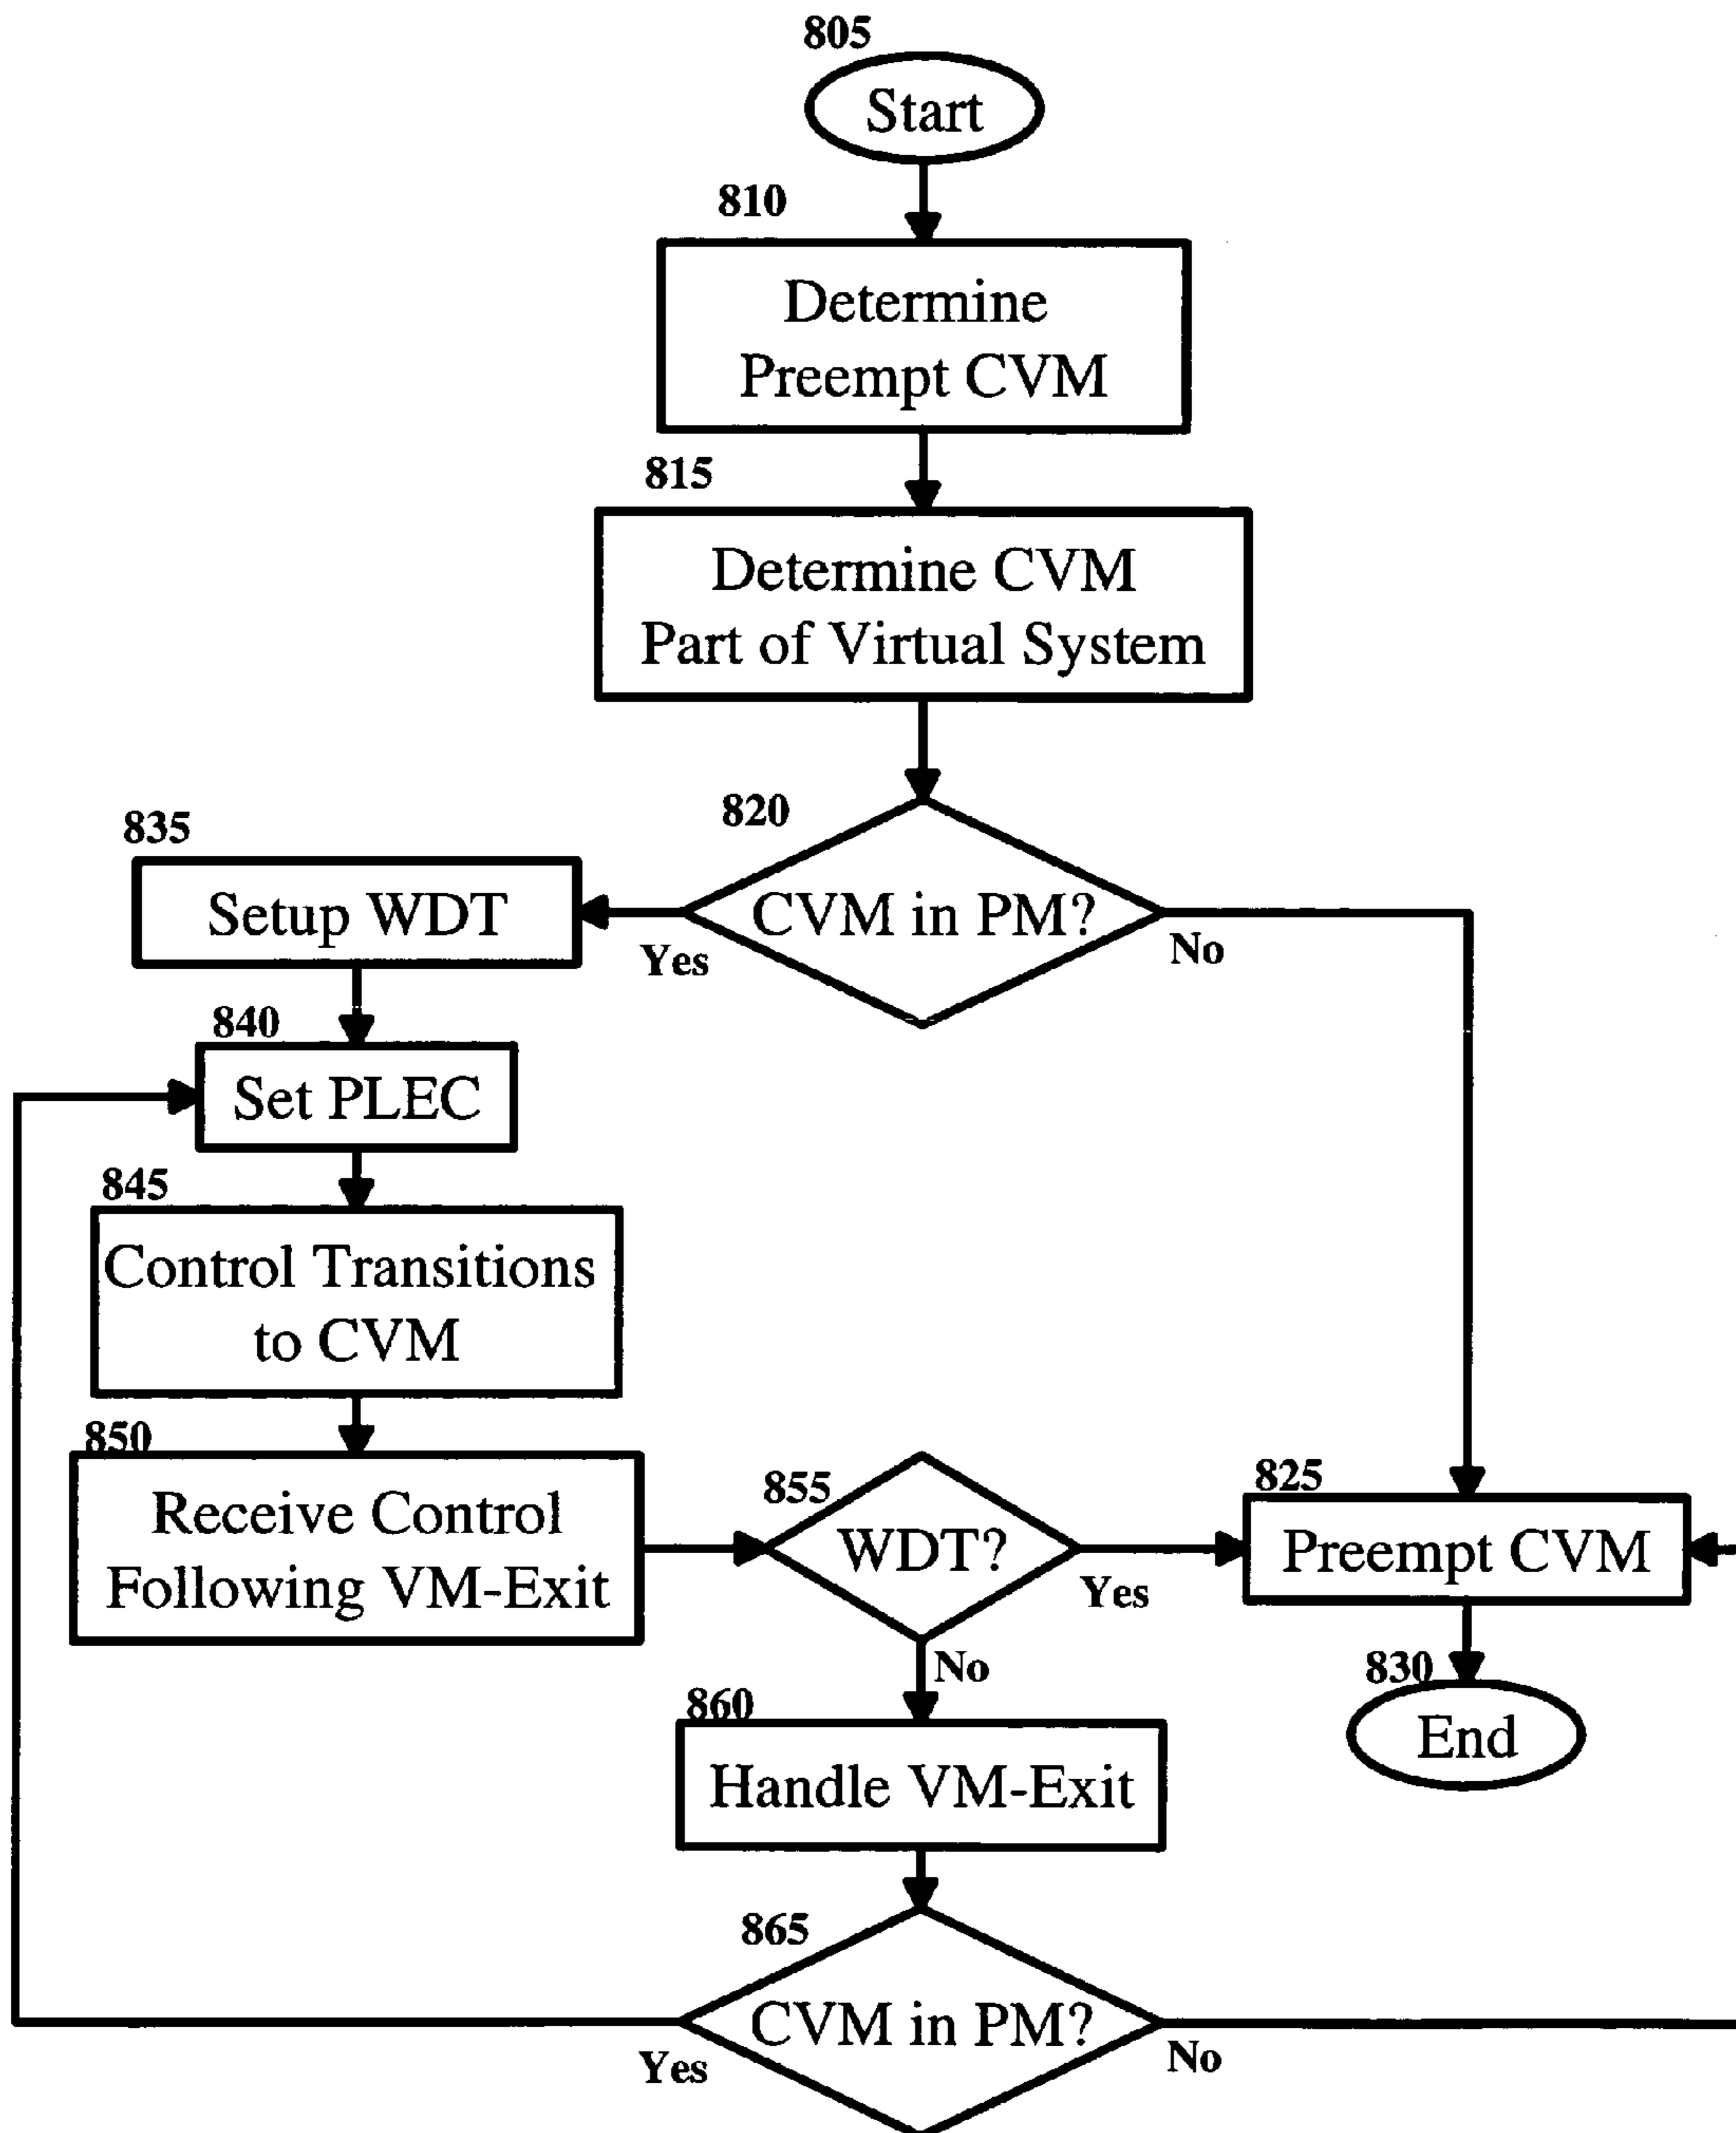 805
Start
810
Determine
Preempt CVM
815
Determine CVM
Part of Virtual System
820
CVM in PM?
Yes
No
835
Setup WDT
840
Set PLEC
845
Control Transitions
to CVM
850
Receive Control
Following VM-Exit
855
WDT?
Yes
No
825
Preempt CVM
830
End
860
Handle VM-Exit
865
CVM in PM?
Yes
No